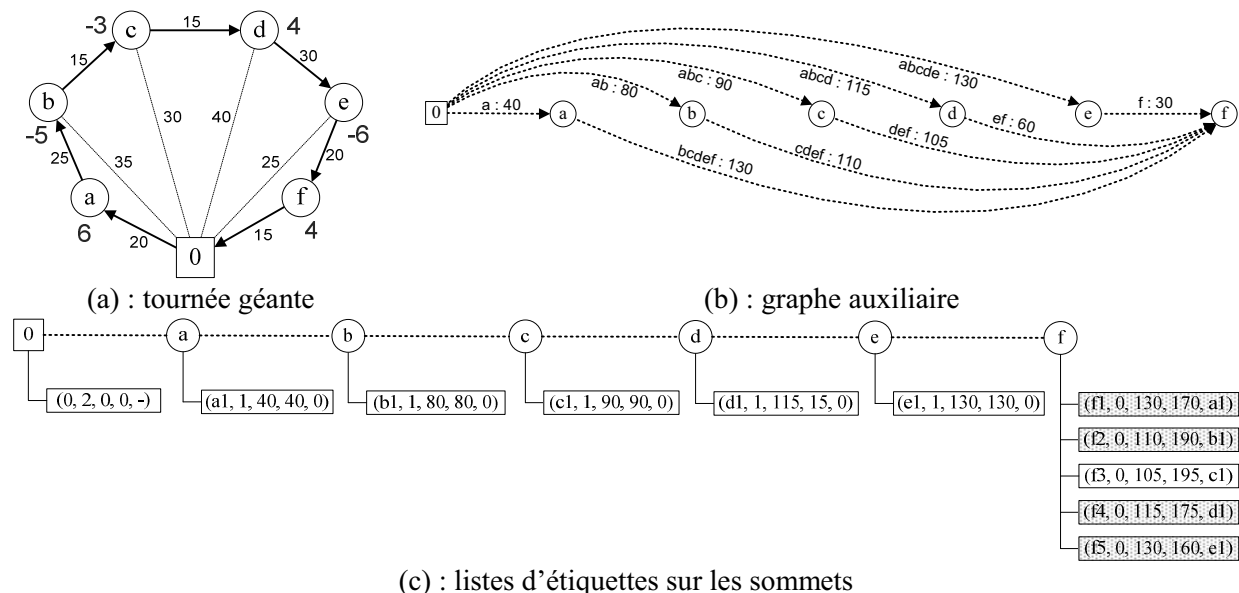 -3
c
15
d
4
15
30
b
e
-5
-6
30
40
25
35
25
20
a
f
6
20
0
15
4
(a) : tournée géante
abcde : 130
abcd : 115
abc : 90
ab : 80
a : 40
f : 30
0
a
b
c
d
e
f
ef : 60
def : 105
cdef : 110
bcdef : 130
(b) : graphe auxiliaire
0
a
b
c
d
e
f
(0, 2, 0, 0, -)
(a1, 1, 40, 40, 0)
(b1, 1, 80, 80, 0)
(c1, 1, 90, 90, 0)
(d1, 1, 115, 15, 0)
(e1, 1, 130, 130, 0)
(f1, 0, 130, 170, a1)
(f2, 0, 110, 190, b1)
(f3, 0, 105, 195, c1)
(f4, 0, 115, 175, d1)
(f5, 0, 130, 160, e1)
(c) : listes d'étiquettes sur les sommets